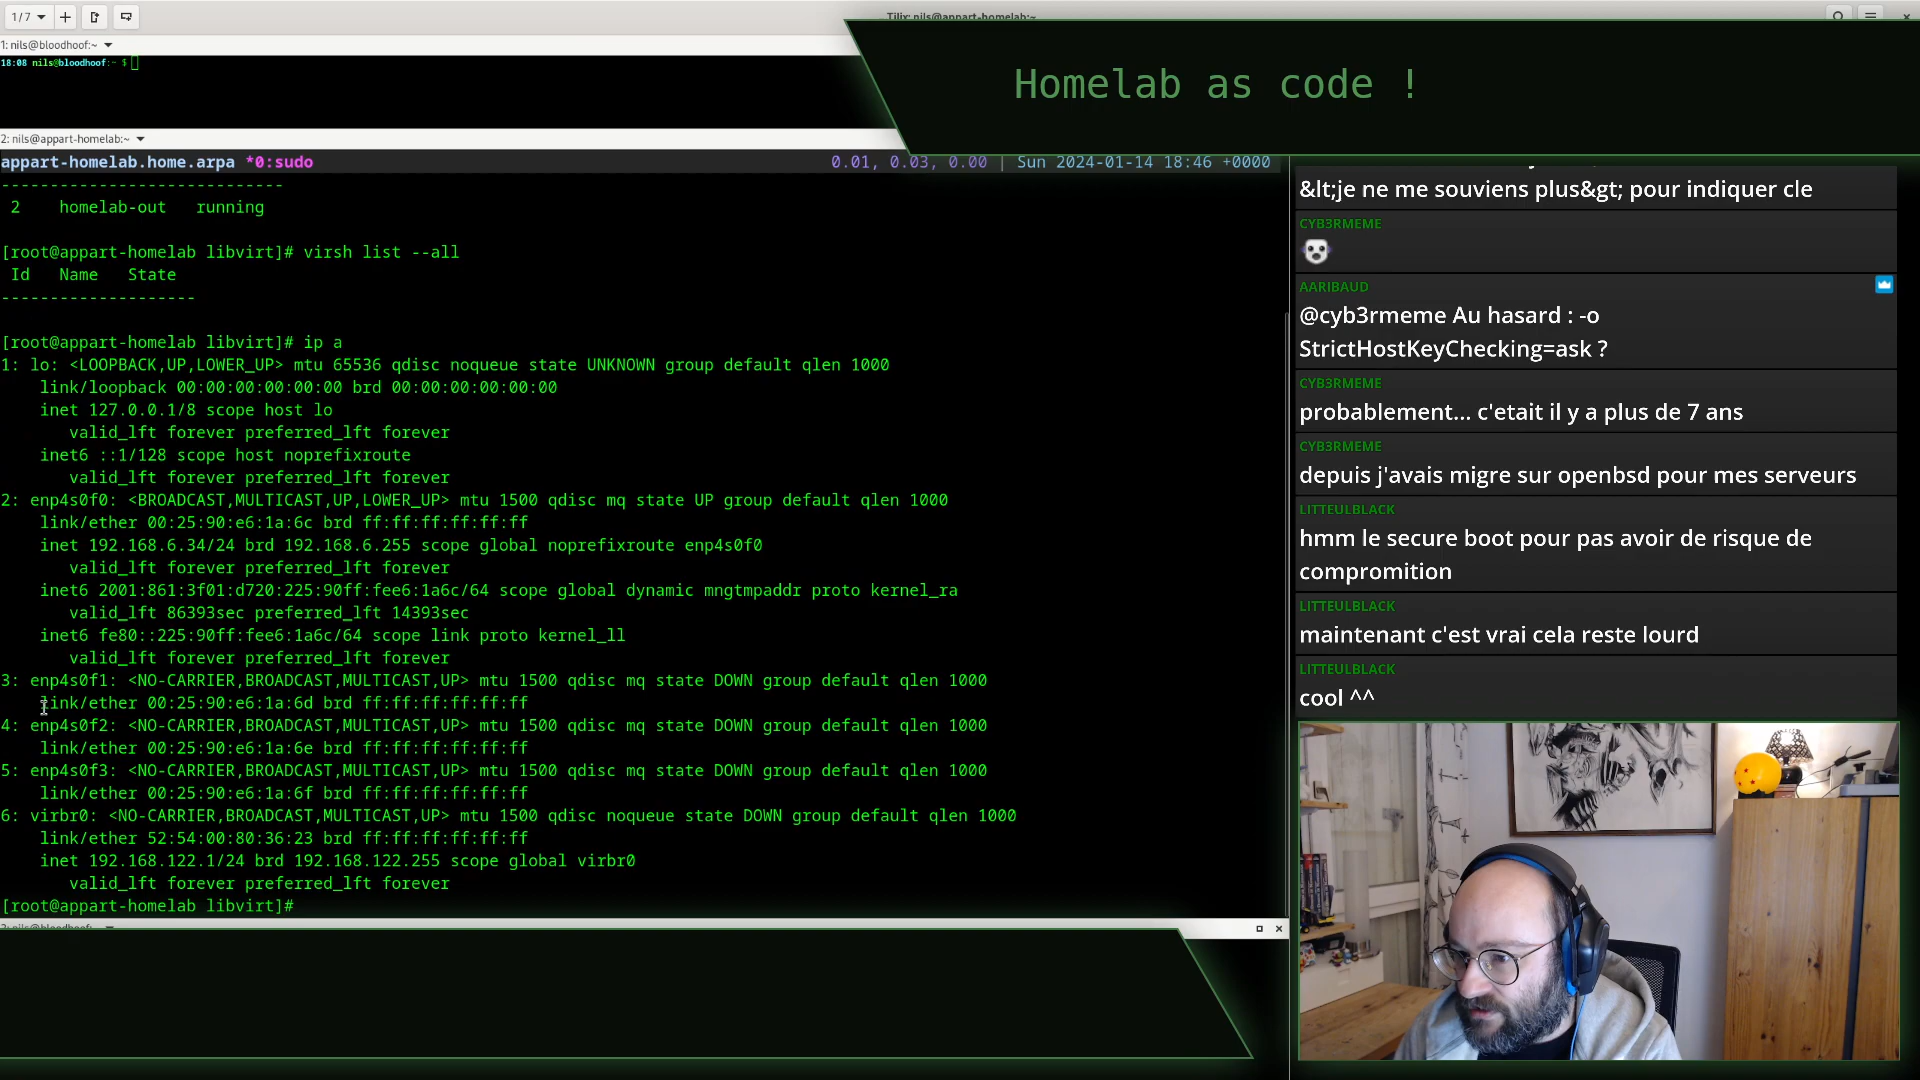 1/7
Tilix: nils@appart-homelab:~
1: nils@bloodhoof:~
18:08 nils@bloodhoof:~ $
Homelab as code !
2: nils@appart-homelab:~
appart-homelab.home.arpa *0:sudo 0.01, 0.03, 0.00 | Sun 2024-01-14 18:46 +0000
-----------------------------
2 homelab-out running
[root@appart-homelab libvirt]# virsh list --all
Id Name State
--------------------
[root@appart-homelab libvirt]# ip a
1: lo: <LOOPBACK,UP,LOWER_UP> mtu 65536 qdisc noqueue state UNKNOWN group default qlen 1000
link/loopback 00:00:00:00:00:00 brd 00:00:00:00:00:00
inet 127.0.0.1/8 scope host lo
valid_lft forever preferred_lft forever
inet6 ::1/128 scope host noprefixroute
valid_lft forever preferred_lft forever
2: enp4s0f0: <BROADCAST,MULTICAST,UP,LOWER_UP> mtu 1500 qdisc mq state UP group default qlen 1000
link/ether 00:25:90:e6:1a:6c brd ff:ff:ff:ff:ff:ff
inet 192.168.6.34/24 brd 192.168.6.255 scope global noprefixroute enp4s0f0
valid_lft forever preferred_lft forever
inet6 2001:861:3f01:d720:225:90ff:fee6:1a6c/64 scope global dynamic mngtmpaddr proto kernel_ra
valid_lft 86393sec preferred_lft 14393sec
inet6 fe80::225:90ff:fee6:1a6c/64 scope link proto kernel_ll
valid_lft forever preferred_lft forever
3: enp4s0f1: <NO-CARRIER,BROADCAST,MULTICAST,UP> mtu 1500 qdisc mq state DOWN group default qlen 1000
link/ether 00:25:90:e6:1a:6d brd ff:ff:ff:ff:ff:ff
4: enp4s0f2: <NO-CARRIER,BROADCAST,MULTICAST,UP> mtu 1500 qdisc mq state DOWN group default qlen 1000
link/ether 00:25:90:e6:1a:6e brd ff:ff:ff:ff:ff:ff
5: enp4s0f3: <NO-CARRIER,BROADCAST,MULTICAST,UP> mtu 1500 qdisc mq state DOWN group default qlen 1000
link/ether 00:25:90:e6:1a:6f brd ff:ff:ff:ff:ff:ff
6: virbr0: <NO-CARRIER,BROADCAST,MULTICAST,UP> mtu 1500 qdisc noqueue state DOWN group default qlen 1000
link/ether 52:54:00:80:36:23 brd ff:ff:ff:ff:ff:ff
inet 192.168.122.1/24 brd 192.168.122.255 scope global virbr0
valid_lft forever preferred_lft forever
[root@appart-homelab libvirt]#
&lt;je ne me souviens plus&gt; pour indiquer cle
CYB3RMEME
AARIBAUD
@cyb3rmeme Au hasard : -o
StrictHostKeyChecking=ask ?
CYB3RMEME
probablement... c'etait il y a plus de 7 ans
CYB3RMEME
depuis j'avais migre sur openbsd pour mes serveurs
LITTEULBLACK
hmm le secure boot pour pas avoir de risque de
compromition
LITTEULBLACK
maintenant c'est vrai cela reste lourd
LITTEULBLACK
cool ^^